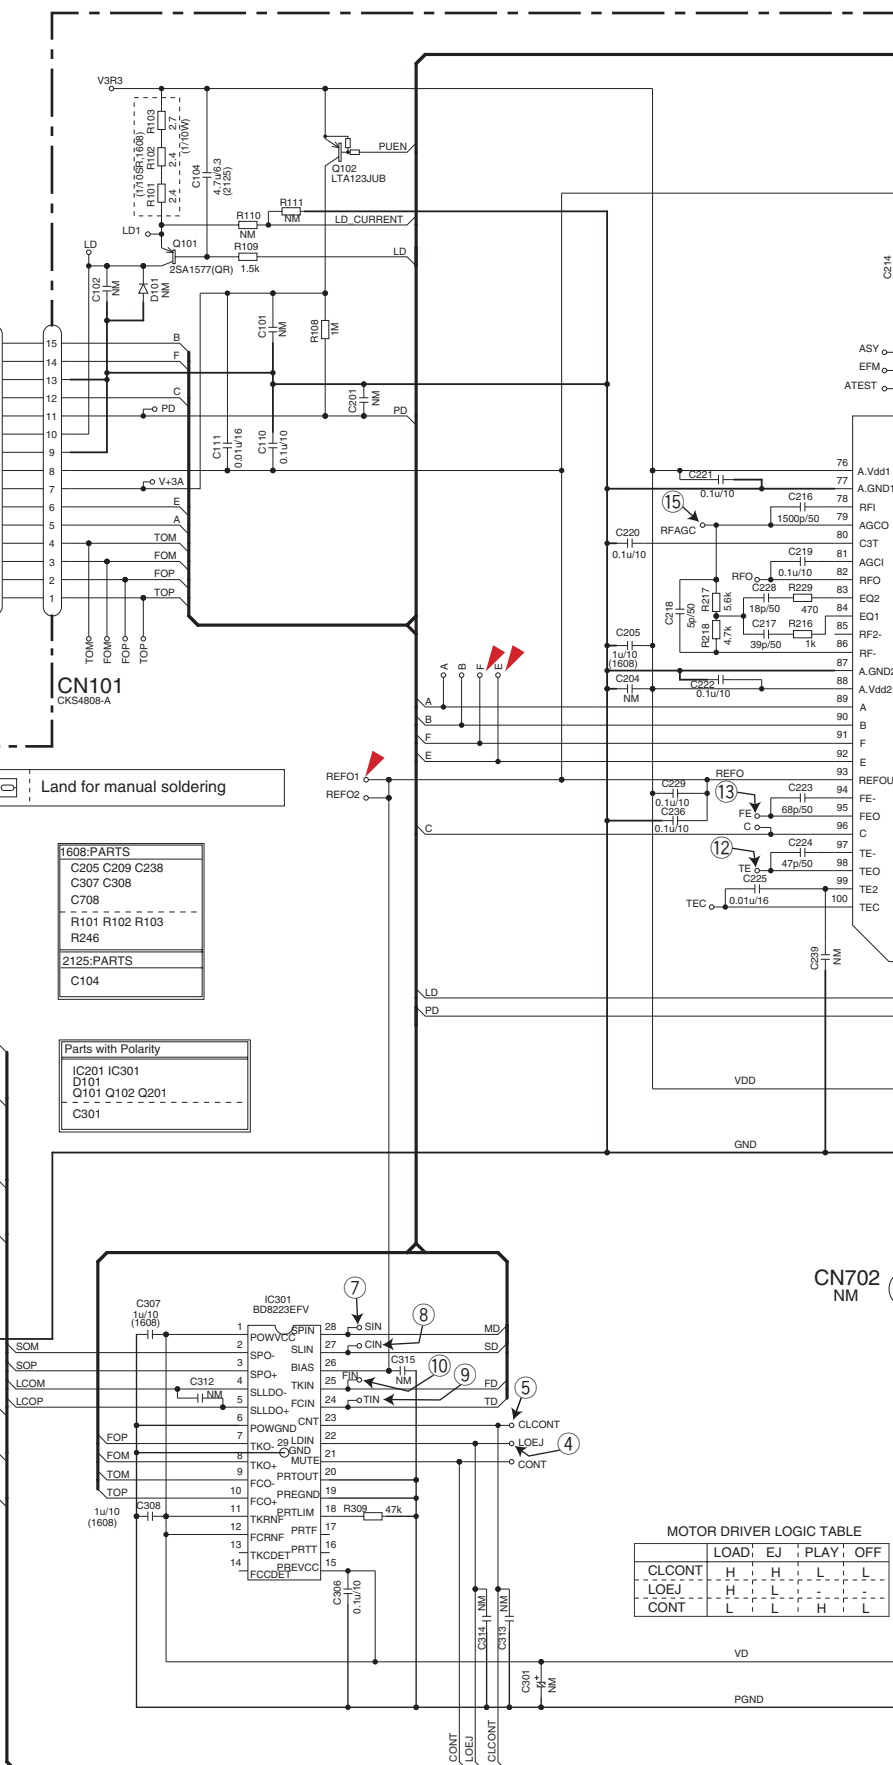 V3R3
R103
2.7
R102
2.4
R101
2.4
(1/10SR,1608)
(1/10W)
C104
4.7u/6.3
(2125)
Q102
LTA123JUB
PUEN
R111
NM
R110
NM
LD_CURRENT
LD1
Q101
2SA1577(QR)
R109
1.5k
LD
LD
C102
NM
D101
NM
C101
NM
R108
1M
C201
NM
C111
0.01u/16
C110
0.1u/10
PD
C214
15 B
14 F
13
12 C
11 PD
10
9
8
7 V+3A
6 E
5 A
4 TOM
3 FOM
2 FOP
1 TOP
TOM
FOM
FOP
TOP
CN101
CKS4808-A
ASY
EFM
ATEST
76 A.Vdd1
77 A.GND1
78 RFI
79 AGCO
80 C3T
81 AGCI
82 RFO
83 EQ2
84 EQ1
85 RF2-
86 RF-
87 A.GND2
88 A.Vdd2
89 A
90 B
91 F
92 E
93 REFOU
94 FE-
95 FEO
96 C
97 TE-
98 TEO
99 TE2
100 TEC
C221
0.1u/10
C216
1500p/50
15
RFAGC
C220
0.1u/10
C219
0.1u/10
RFO
C228
18p/50
R229
470
C217
39p/50
R216
1k
C218
5p/50
R217
5.6k
R218
4.7k
C205
1u/10
(1608)
C204
NM
C222
0.1u/10
A
B
F
E
A
B
F
E
REFO1
REFO2
REFO
C229
0.1u/10
C236
0.1u/10
13
FE
C223
68p/50
C
C
12
TE
C224
47p/50
C225
0.01u/16
TEC
C239
NM
LD
PD
VDD
GND
Land for manual soldering
1608:PARTS
C205 C209 C238
C307 C308
C708
R101 R102 R103
R246
2125:PARTS
C104
Parts with Polarity
IC201 IC301
D101
Q101 Q102 Q201
C301
CN702
NM
IC301
BD8223EFV
C307
1u/10
(1608)
SOM
SOP
LCOM
LCOP
C312
NM
FOP
FOM
TOM
TOP
C308
1u/10
(1608)
1 POWVCC
2 SPO-
3 SPO+
4 SLLDO-
5 SLLDO+
6 POWGND
7 TKO-
8 TKO+
9 FCO-
10 FCO+
11 TKRNF
12 FCRNF
13 TKCDET
14 FCCDET
29 GND
SPIN 28
SLIN 27
BIAS 26
TKIN 25
FCIN 24
CNT 23
LDIN 22
MUTE 21
PRTOUT 20
PREGND 19
PRTLIM 18
PRTF 17
PRTT 16
PREVCC 15
7
SIN
8
CIN
C315
NM
10
FIN
9
TIN
MD
SD
FD
TD
5
CLCONT
4
LOEJ
CONT
R309 47k
C306
0.1u/10
C314
NM
C313
NM
C301
+
NM
VD
PGND
CONT
LOEJ
CLCONT
MOTOR DRIVER LOGIC TABLE
LOAD EJ PLAY OFF
CLCONT H H L L
LOEJ H L - -
CONT L L H L